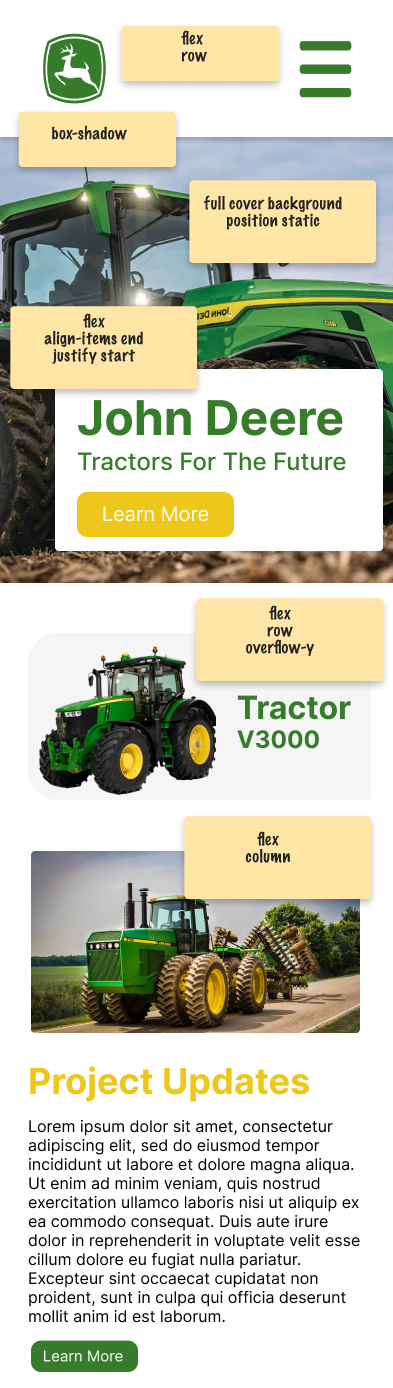 flex
row
box-shadow
full cover background
position static
JOHN DEERE
flex
align-items end
justify start
John Deere
Tractors For The Future
Learn More
flex
row
overflow-y
Tractor
V3000
flex
column
Project Updates
Lorem ipsum dolor sit amet, consectetur
adipiscing elit, sed do eiusmod tempor
incididunt ut labore et dolore magna aliqua.
Ut enim ad minim veniam, quis nostrud
exercitation ullamco laboris nisi ut aliquip ex
ea commodo consequat. Duis aute irure
dolor in reprehenderit in voluptate velit esse
cillum dolore eu fugiat nulla pariatur.
Excepteur sint occaecat cupidatat non
proident, sunt in culpa qui officia deserunt
mollit anim id est laborum.
Learn More